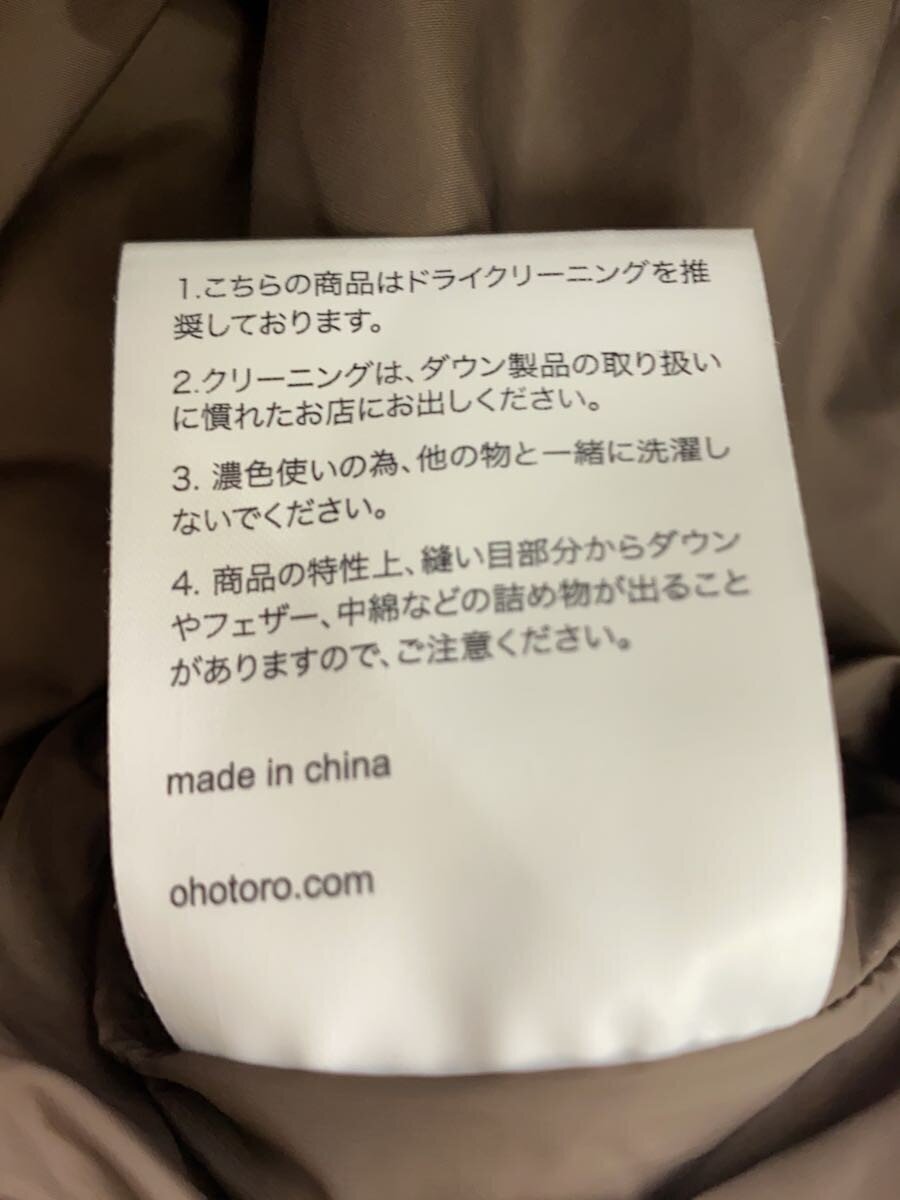 1.こちらの商品はドライクリーニングを推
奨しております。
2.クリーニングは、ダウン製品の取り扱い
に慣れたお店にお出しください。
3. 濃色使いの為、他の物と一緒に洗濯し
ないでください。
4. 商品の特性上、縫い目部分からダウン
やフェザー、中綿などの詰め物が出ること
がありますので、ご注意ください。
made in china
ohotoro.com